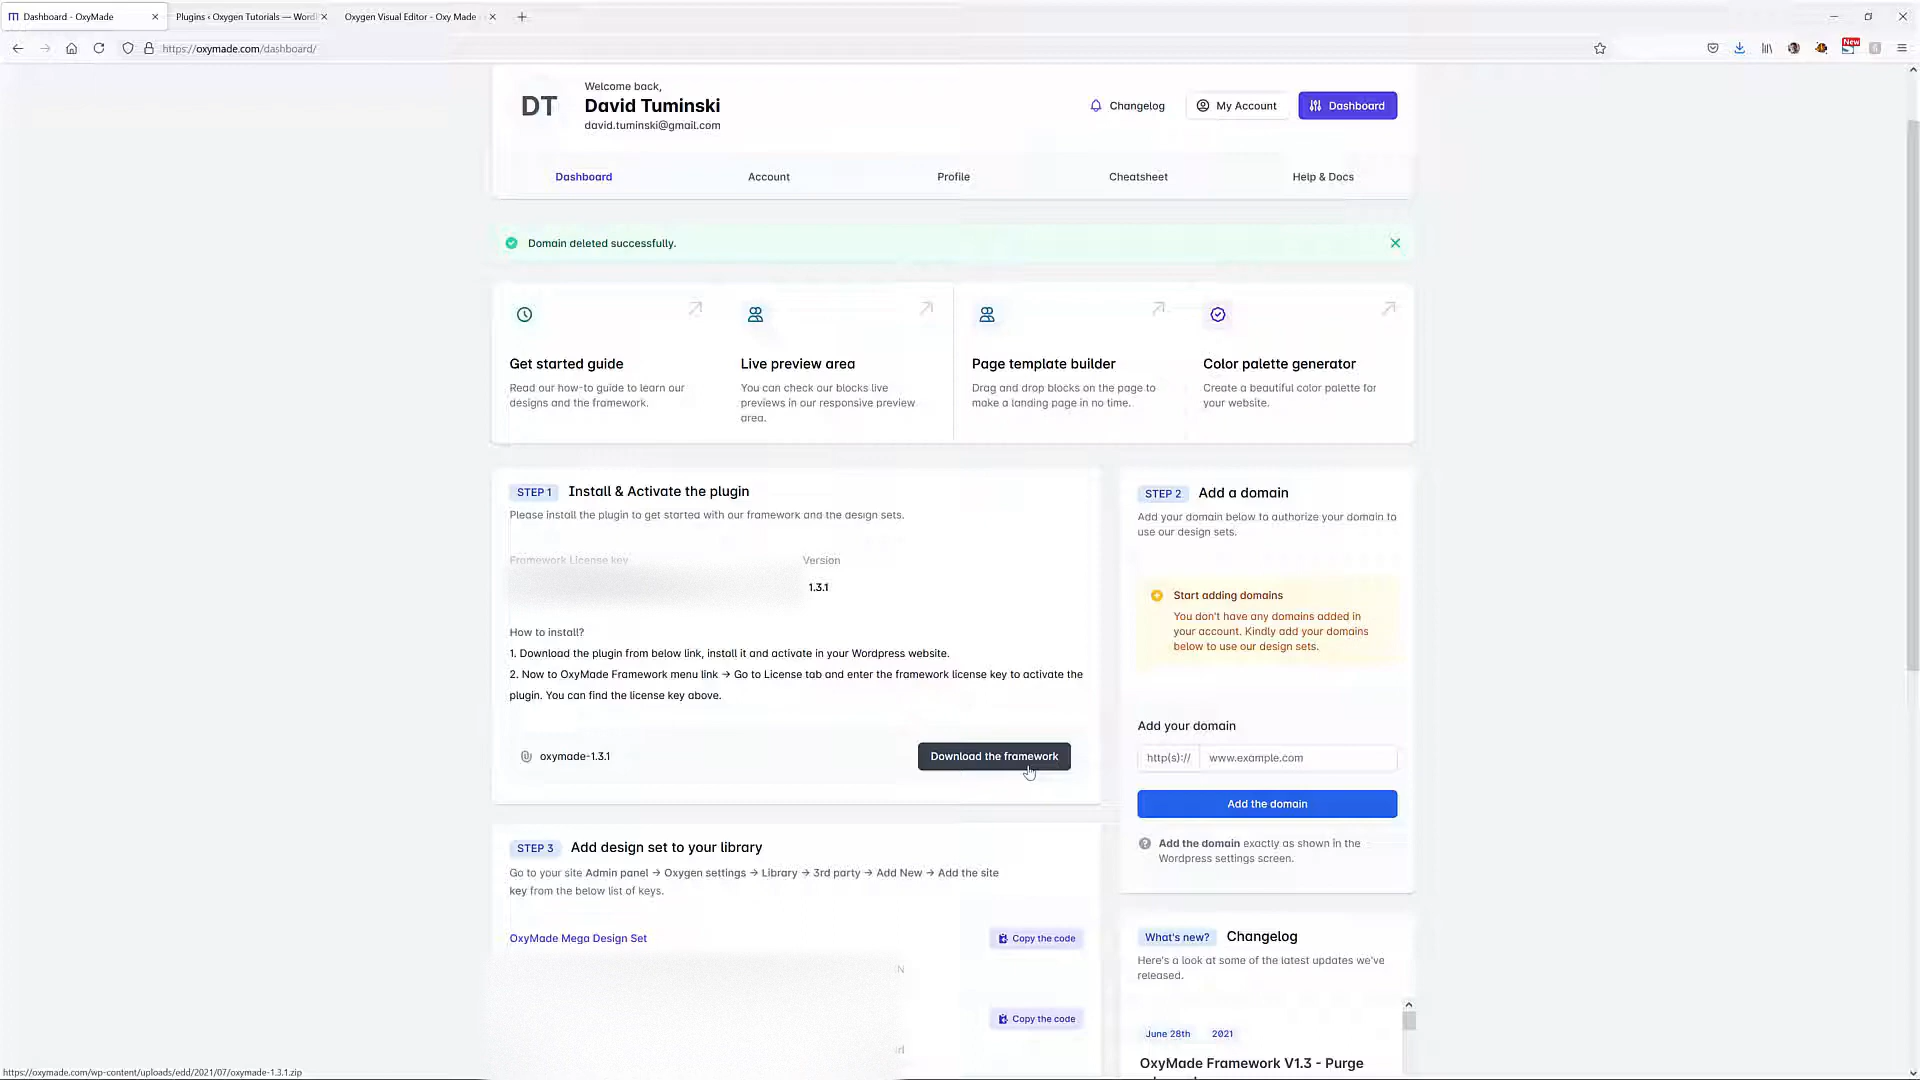 Dashboard - OxyMade
Plugins ‹ Oxygen Tutorials — Word
Oxygen Visual Editor - Oxy Made
https://oxymade.com/dashboard/
New
DT
Welcome back,
David Tuminski
david.tuminski@gmail.com
Changelog
My Account
Dashboard
Dashboard
Account
Profile
Cheatsheet
Help & Docs
Domain deleted successfully.
Get started guide
Read our how-to guide to learn our
designs and the framework.
Live preview area
You can check our blocks live
previews in our responsive preview
area.
Page template builder
Drag and drop blocks on the page to
make a landing page in no time.
Color palette generator
Create a beautiful color palette for
your website.
STEP 1 Install & Activate the plugin
Please install the plugin to get started with our framework and the design sets.
Framework License key
Version
1.3.1
How to install?
1. Download the plugin from below link, install it and activate in your Wordpress website.
2. Now to OxyMade Framework menu link → Go to License tab and enter the framework license key to activate the
plugin. You can find the license key above.
oxymade-1.3.1
Download the framework
STEP 2 Add a domain
Add your domain below to authorize your domain to
use our design sets.
Start adding domains
You don't have any domains added in
your account. Kindly add your domains
below to use our design sets.
Add your domain
http(s)://
www.example.com
Add the domain
Add the domain exactly as shown in the
Wordpress settings screen.
STEP 3 Add design set to your library
Go to your site Admin panel → Oxygen settings → Library → 3rd party → Add New → Add the site
key from the below list of keys.
OxyMade Mega Design Set
Copy the code
Copy the code
What's new? Changelog
Here's a look at some of the latest updates we've
released.
June 28th 2021
OxyMade Framework V1.3 - Purge
https://oxymade.com/wp-content/uploads/edd/2021/07/oxymade-1.3.1.zip